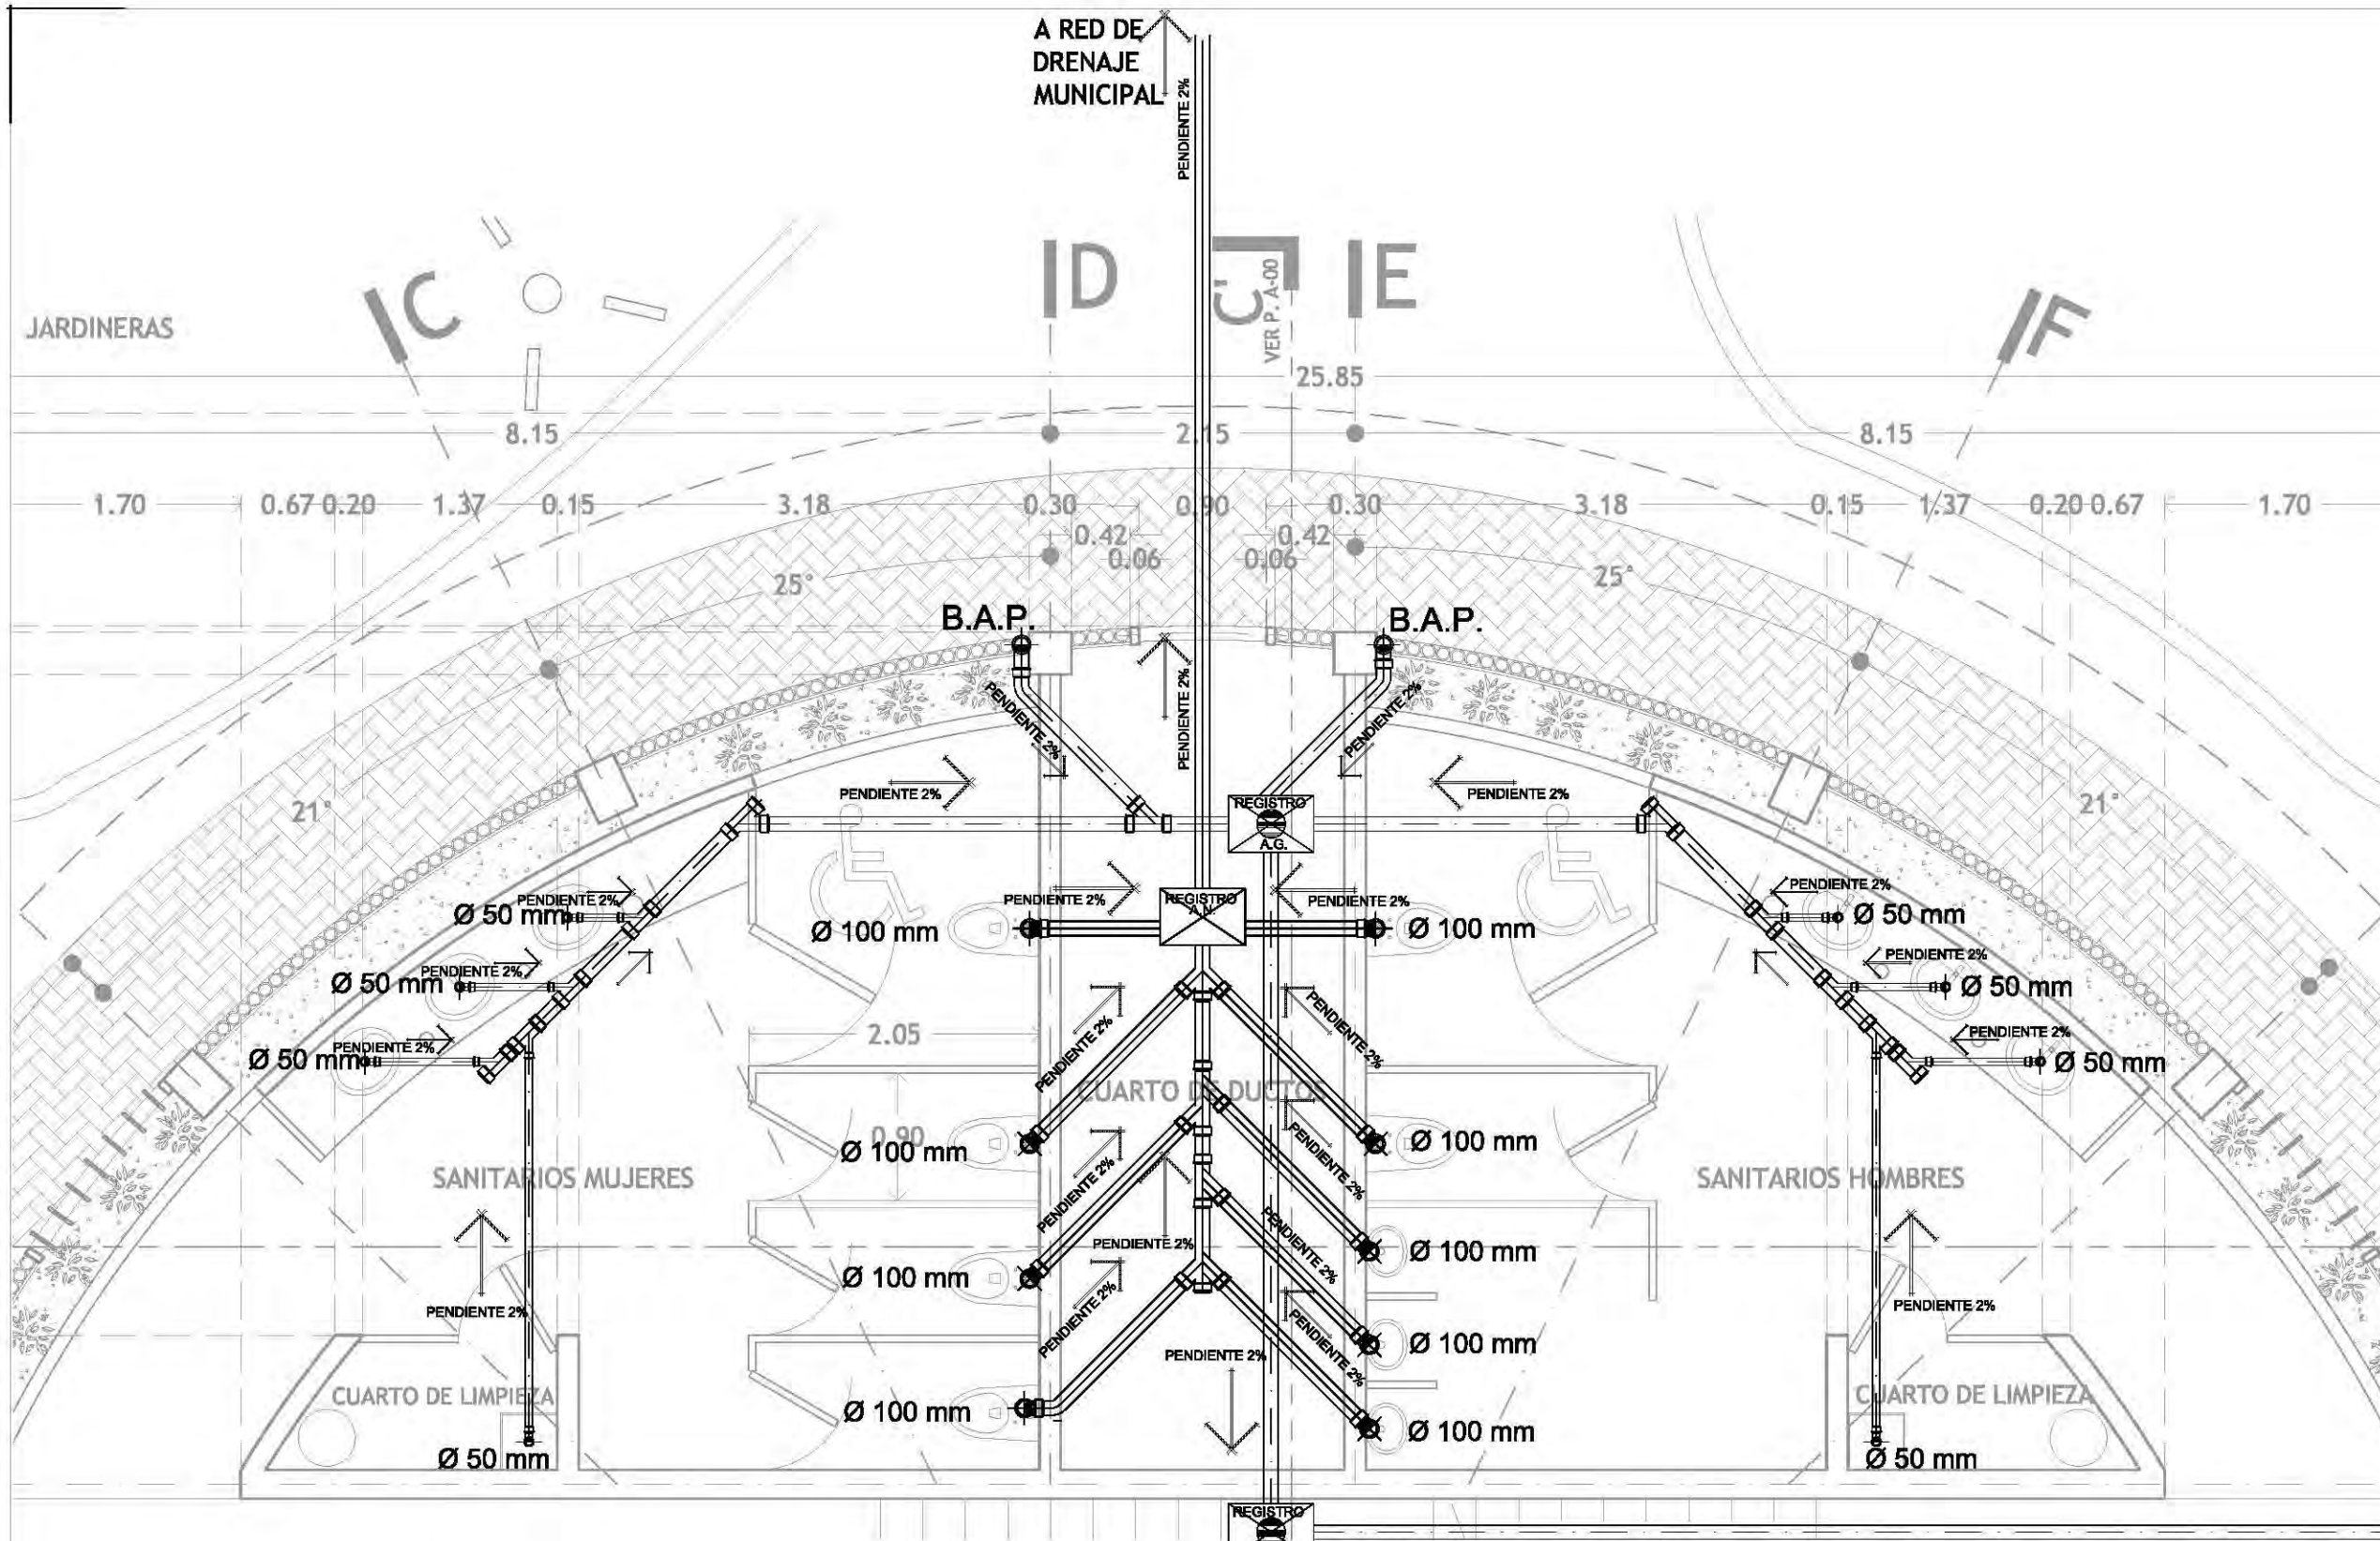 A RED DE
DRENAJE
MUNICIPAL
PENDIENTE 2%
C
D
C'
VER P. A-00
E
F
JARDINERAS
25.85
8.15
2.15
8.15
1.70
0.67
0.20
1.37
0.15
3.18
0.30
0.90
0.30
3.18
0.15
1.37
0.20
0.67
1.70
0.42
0.42
0.06
0.06
25°
25°
B.A.P.
B.A.P.
PENDIENTE 2%
PENDIENTE 2%
PENDIENTE 2%
21°
21°
PENDIENTE 2%
PENDIENTE 2%
REGISTRO
A.G.
PENDIENTE 2%
Ø 50 mm
PENDIENTE 2%
PENDIENTE 2%
REGISTRO
A.N.
PENDIENTE 2%
Ø 50 mm
Ø 100 mm
Ø 100 mm
PENDIENTE 2%
Ø 50 mm
PENDIENTE 2%
Ø 50 mm
PENDIENTE 2%
Ø 50 mm
PENDIENTE 2%
Ø 50 mm
2.05
PENDIENTE 2%
PENDIENTE 2%
CUARTO DE DUCTOS
0.90
Ø 100 mm
Ø 100 mm
SANITARIOS MUJERES
SANITARIOS HOMBRES
PENDIENTE 2%
PENDIENTE 2%
PENDIENTE 2%
PENDIENTE 2%
Ø 100 mm
Ø 100 mm
PENDIENTE 2%
PENDIENTE 2%
PENDIENTE 2%
PENDIENTE 2%
PENDIENTE 2%
Ø 100 mm
PENDIENTE 2%
CUARTO DE LIMPIEZA
CUARTO DE LIMPIEZA
Ø 100 mm
Ø 100 mm
Ø 50 mm
Ø 50 mm
REGISTRO